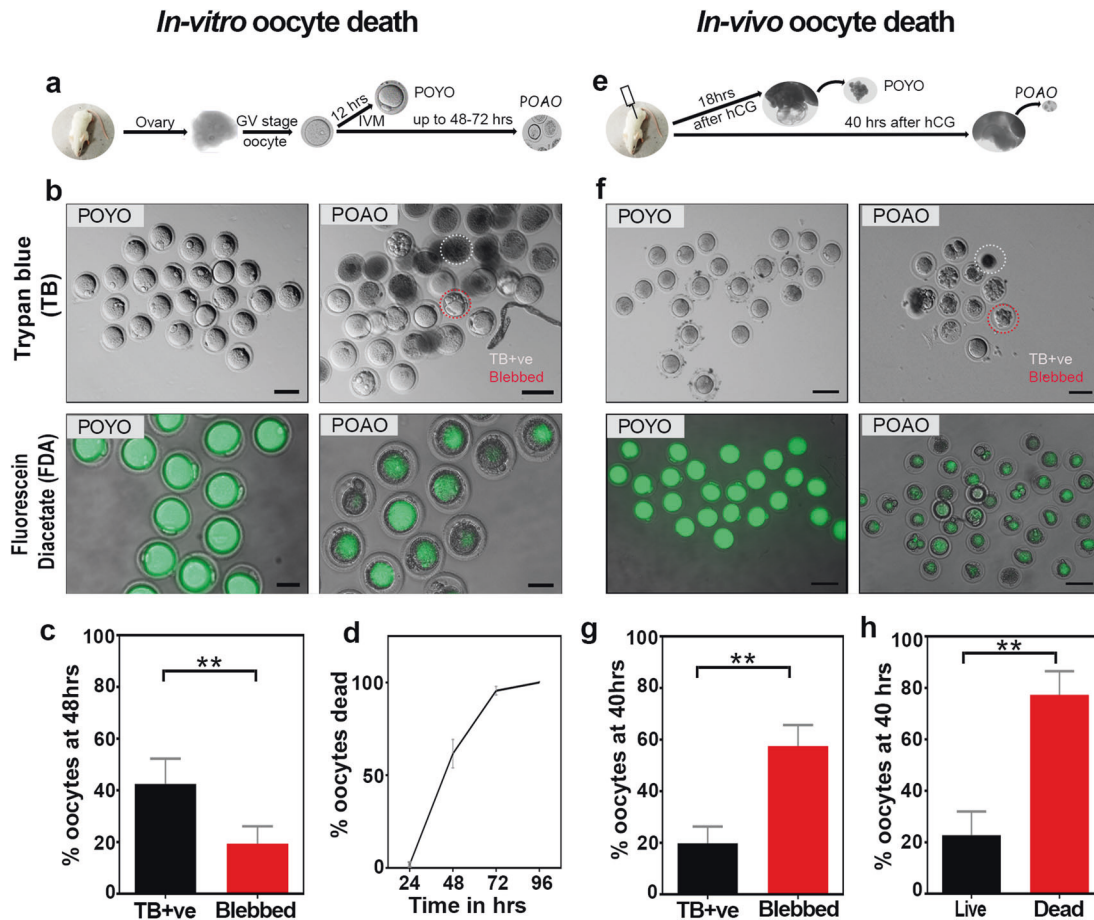 In-vitro oocyte death
In-vivo oocyte death
a
Ovary
GV stage
oocyte
12 hrs
IVM
POYO
up to 48-72 hrs
POAO
e
18hrs
after hCG
POYO
40 hrs after hCG
POAO
b
Trypan blue
(TB)
POYO
POAO
TB+ve
Blebbed
f
POYO
POAO
TB+ve
Blebbed
Fluorescein
Diacetate (FDA)
POYO
POAO
POYO
POAO
c
% oocytes at 48hrs
100
80
60
40
20
0
**
TB+ve
Blebbed
d
% oocytes dead
100
50
0
24
48
72
96
Time in hrs
g
% oocytes at 40hrs
100
80
60
40
20
0
**
TB+ve
Blebbed
h
% oocytes at 40 hrs
100
80
60
40
20
0
**
Live
Dead